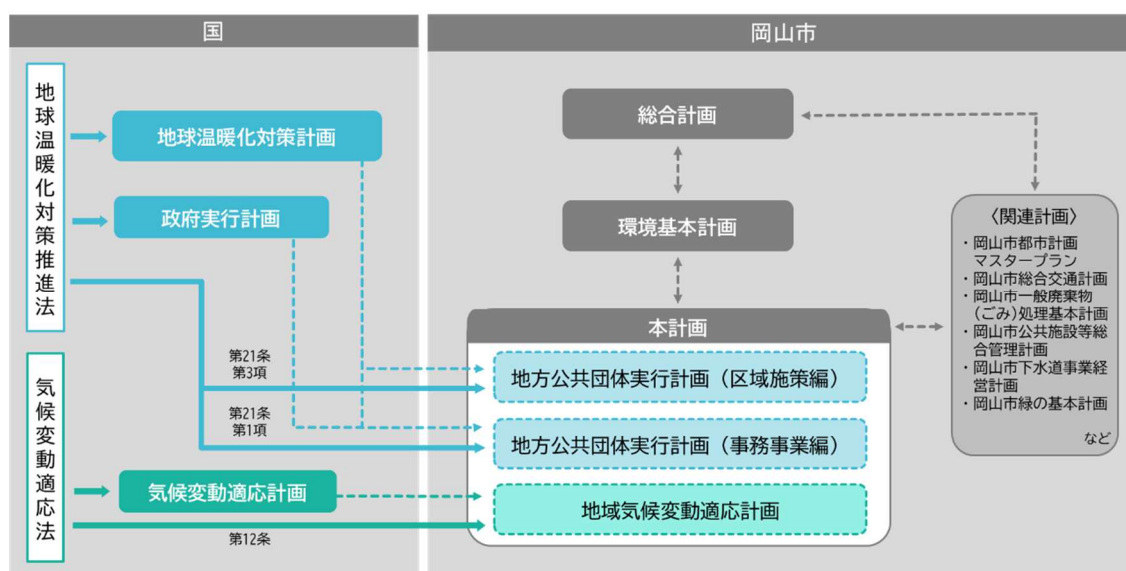 国
地球温暖化対策推進法
地球温暖化対策計画
政府実行計画
第21条
第3項
第21条
第1項
気候変動適応法
気候変動適応計画
第12条
岡山市
総合計画
環境基本計画
本計画
地方公共団体実行計画（区域施策編）
地方公共団体実行計画（事務事業編）
地域気候変動適応計画
〈関連計画〉
・岡山市都市計画
マスタープラン
・岡山市総合交通計画
・岡山市一般廃棄物
(ごみ)処理基本計画
・岡山市公共施設等総
合管理計画
・岡山市下水道事業経
営計画
・岡山市緑の基本計画
など